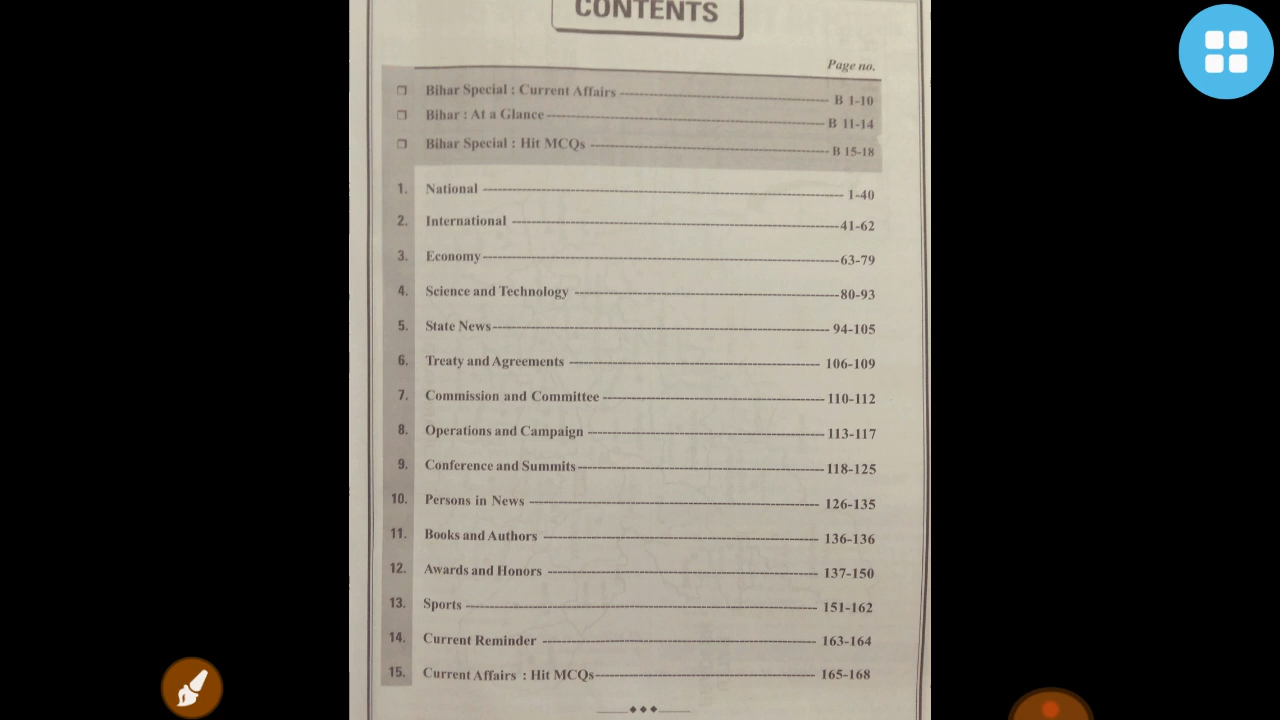 CONTENTS
Page no.
❐ Bihar Special : Current Affairs B 1-10
❐ Bihar : At a Glance B 11-14
❐ Bihar Special : Hit MCQs B 15-18
1. National 1-40
2. International 41-62
3. Economy 63-79
4. Science and Technology 80-93
5. State News 94-105
6. Treaty and Agreements 106-109
7. Commission and Committee 110-112
8. Operations and Campaign 113-117
9. Conference and Summits 118-125
10. Persons in News 126-135
11. Books and Authors 136-136
12. Awards and Honors 137-150
13. Sports 151-162
14. Current Reminder 163-164
15. Current Affairs : Hit MCQs 165-168